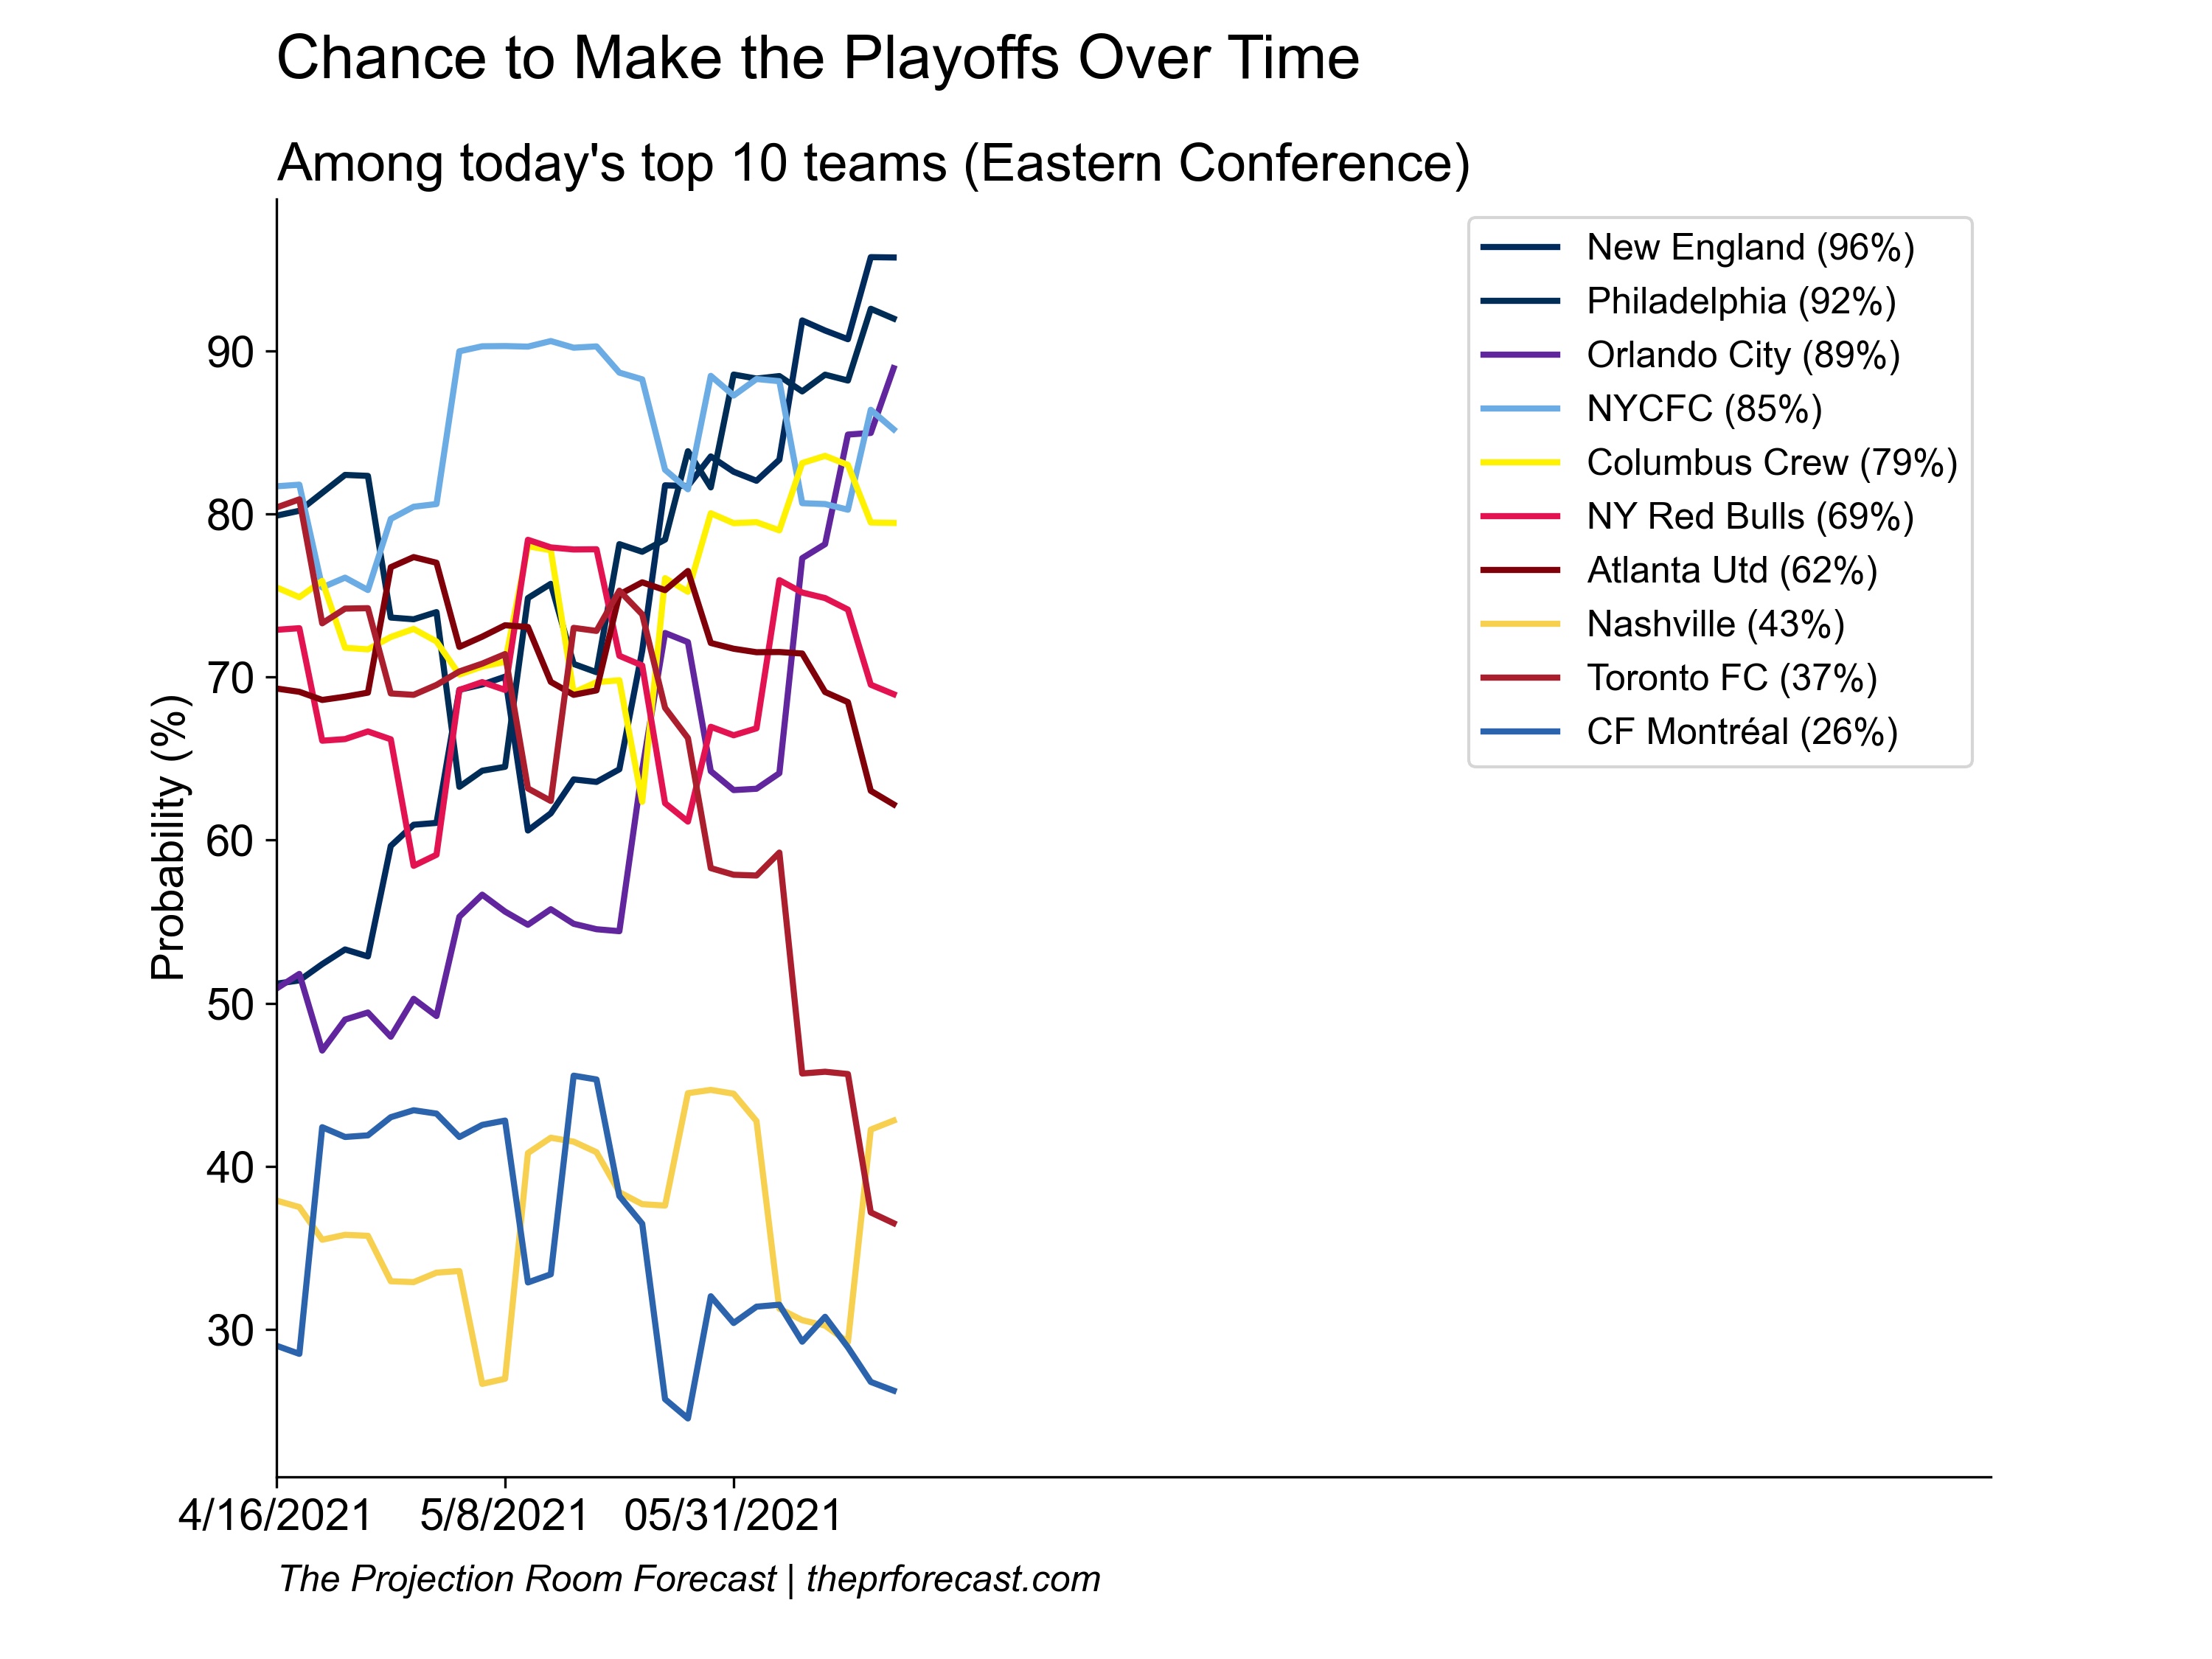 Chance to Make the Playoffs Over Time
Among today's top 10 teams (Eastern Conference)
New England (96%)
Philadelphia (92%)
Orlando City (89%)
NYCFC (85%)
Columbus Crew (79%)
NY Red Bulls (69%)
Atlanta Utd (62%)
Nashville (43%)
Toronto FC (37%)
CF Montréal (26%)
Probability (%)
90
80
70
60
50
40
30
4/16/2021 5/8/2021 05/31/2021
The Projection Room Forecast | theprforecast.com